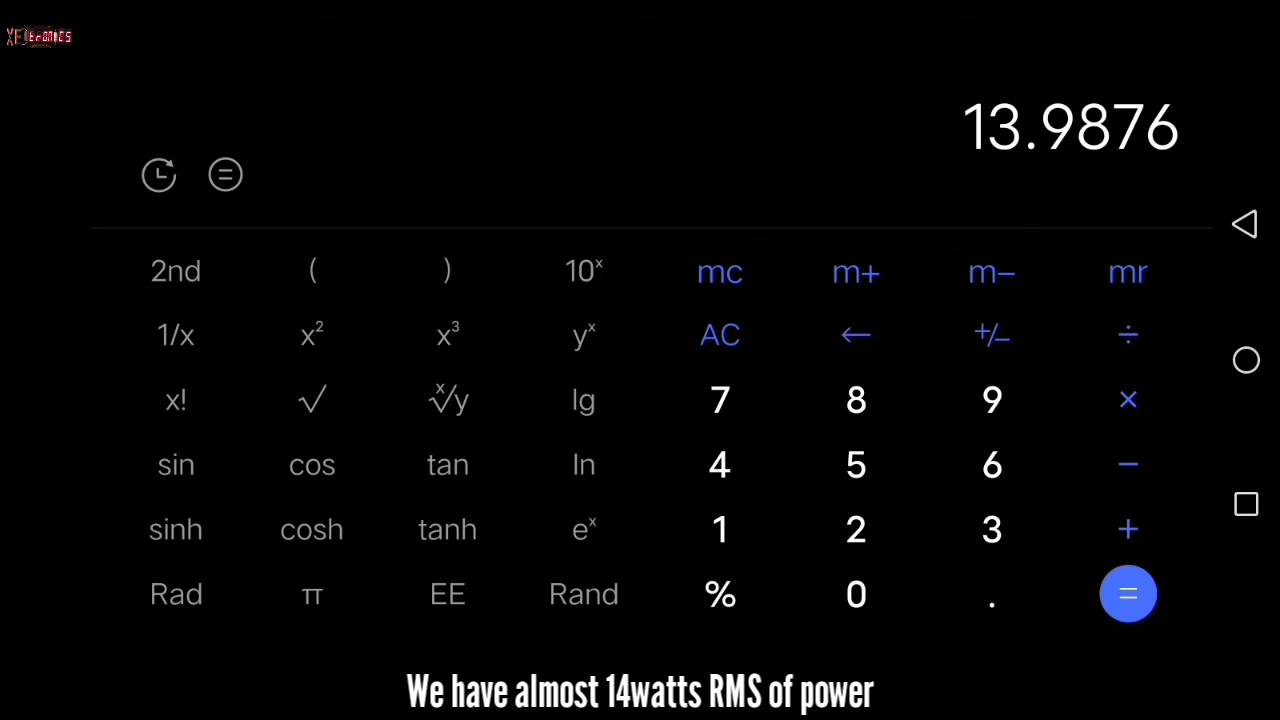 13.9876
2nd ( ) 10ˣ mc m+ m– mr
1/x x² x³ yˣ AC ← +/– ÷
x! √ ˣ√y lg 7 8 9 ×
sin cos tan ln 4 5 6 −
sinh cosh tanh eˣ 1 2 3 +
Rad π EE Rand % 0 . =
We have almost 14watts RMS of power